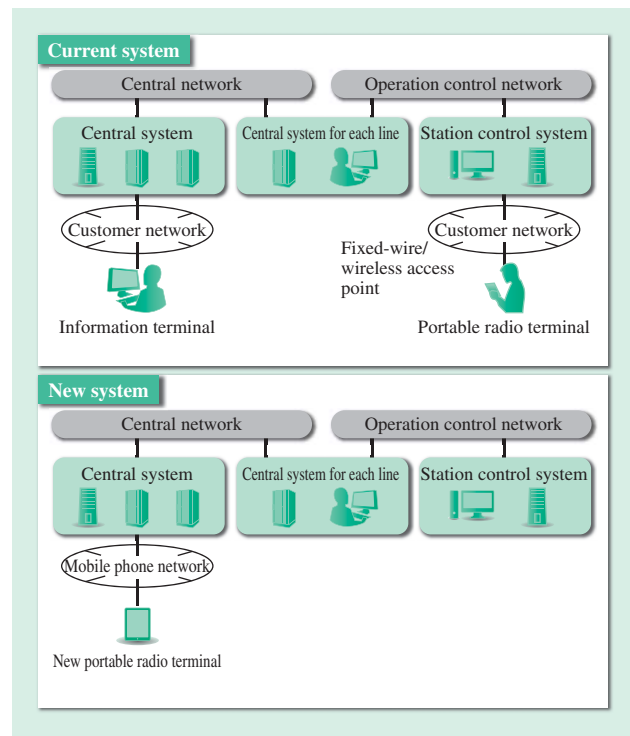 Current system
Central network
Operation control network
Central system
Central system for each line
Station control system
Customer network
Customer network
Fixed-wire/
wireless access
point
Information terminal
Portable radio terminal
New system
Central network
Operation control network
Central system
Central system for each line
Station control system
Mobile phone network
New portable radio terminal